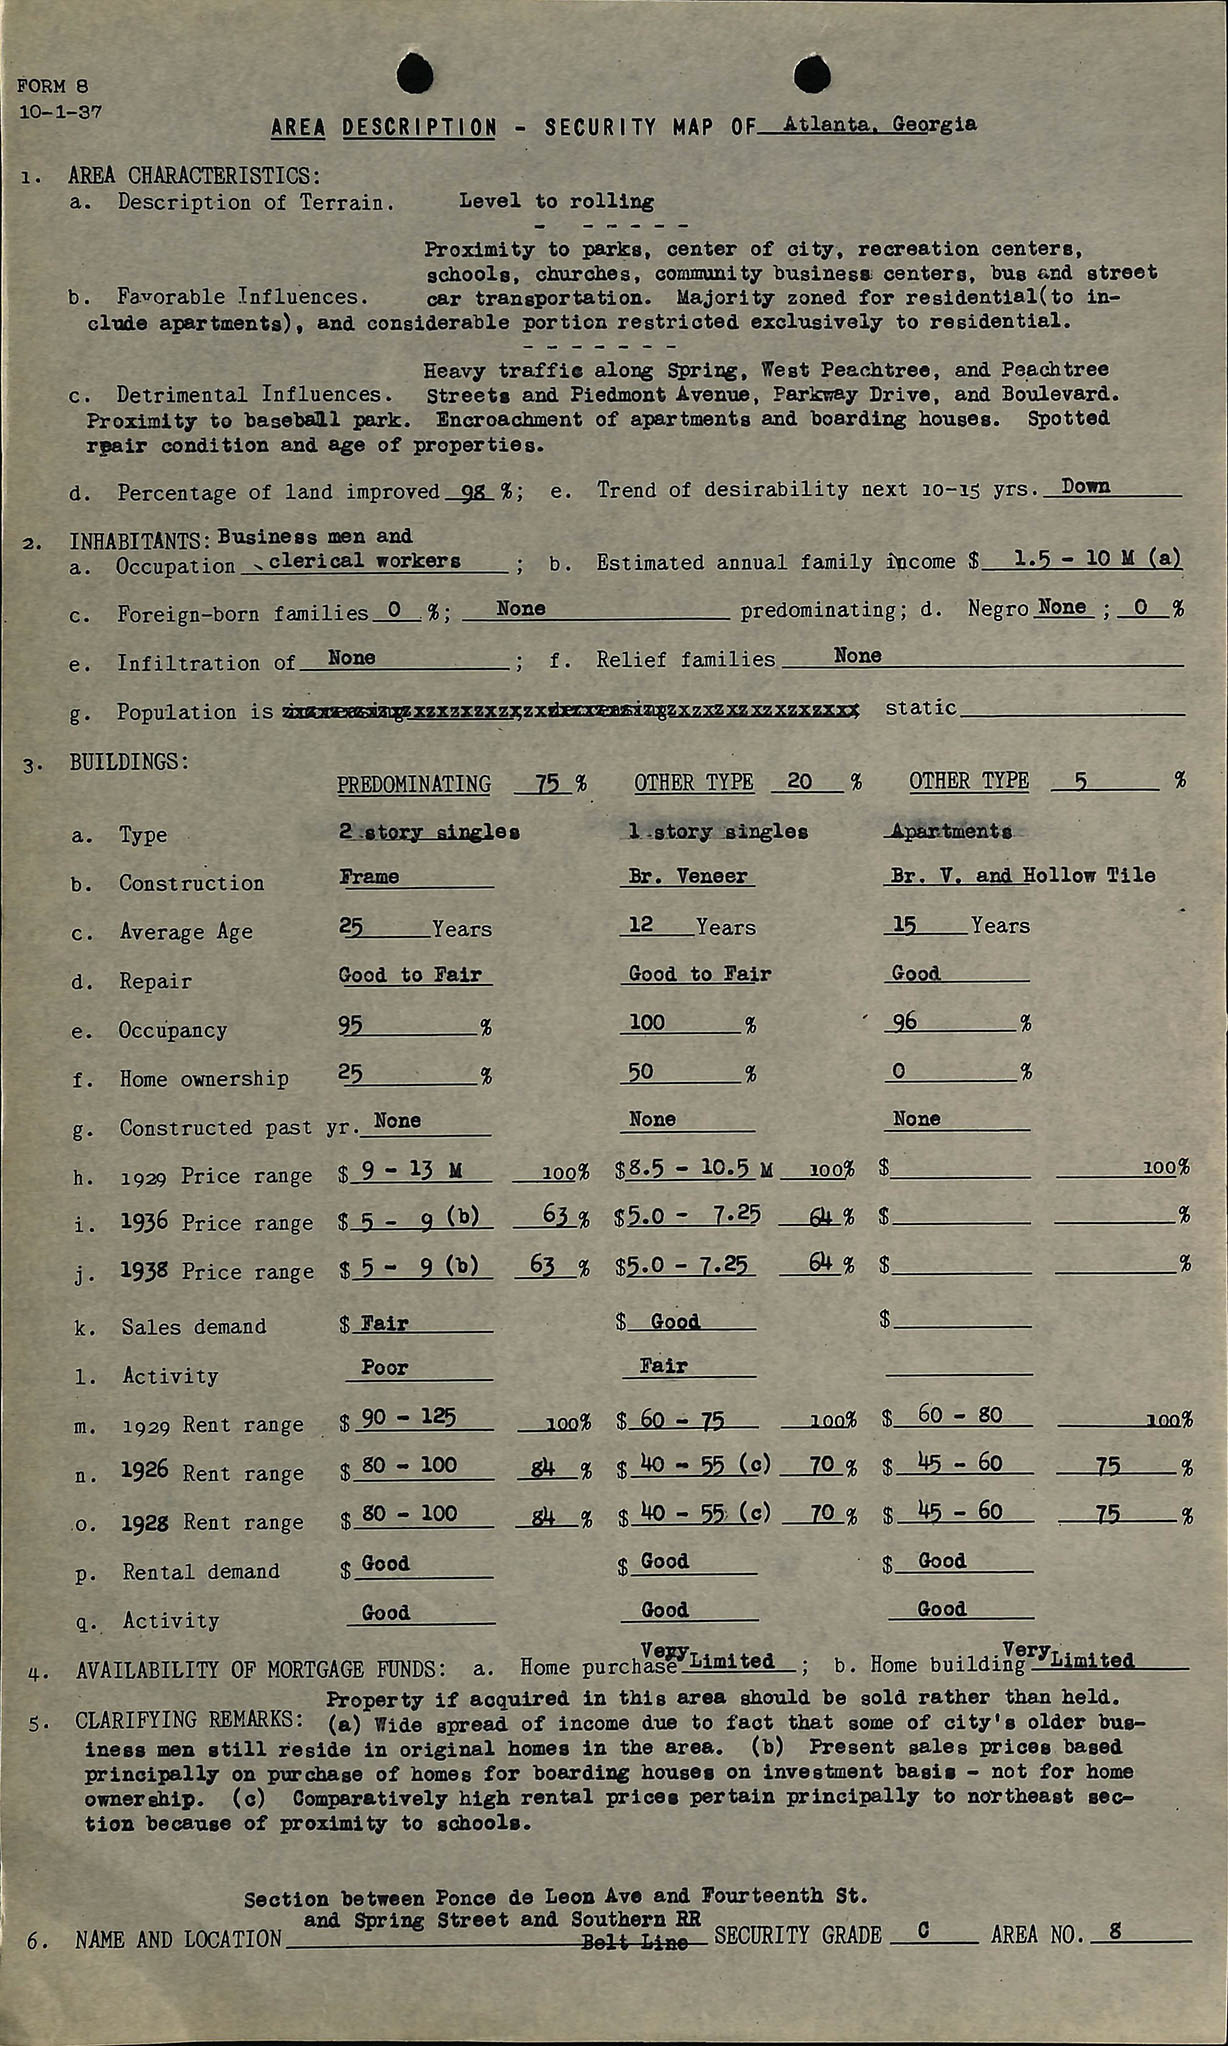 FORM 8
10-1-37
AREA DESCRIPTION - SECURITY MAP OF Atlanta, Georgia
1. AREA CHARACTERISTICS:
a. Description of Terrain. Level to rolling
- - - - - -
Proximity to parks, center of city, recreation centers,
schools, churches, community business centers, bus and street
b. Favorable Influences. car transportation. Majority zoned for residential(to in-
clude apartments), and considerable portion restricted exclusively to residential.
- - - - - - -
Heavy traffic along Spring, West Peachtree, and Peachtree
c. Detrimental Influences. Streets and Piedmont Avenue, Parkway Drive, and Boulevard.
Proximity to baseball park. Encroachment of apartments and boarding houses. Spotted
rpair condition and age of properties.
d. Percentage of land improved 98 %; e. Trend of desirability next 10-15 yrs. Down
2. INHABITANTS: Business men and
a. Occupation clerical workers ; b. Estimated annual family income $ 1.5 - 10 M (a)
c. Foreign-born families 0 %; None predominating; d. Negro None ; 0 %
e. Infiltration of None ; f. Relief families None
g. Population is static
3. BUILDINGS:
PREDOMINATING 75 % OTHER TYPE 20 % OTHER TYPE 5 %
a. Type 2 story singles 1 story singles Apartments
b. Construction Frame Br. Veneer Br. V. and Hollow Tile
c. Average Age 25 Years 12 Years 15 Years
d. Repair Good to Fair Good to Fair Good
e. Occupancy 95 % 100 % 96 %
f. Home ownership 25 % 50 % 0 %
g. Constructed past yr. None None None
h. 1929 Price range $ 9 - 13 M 100% $8.5 - 10.5 M 100% $ 100%
i. 1936 Price range $ 5 - 9 (b) 63 % $5.0 - 7.25 64 % $ %
j. 1938 Price range $ 5 - 9 (b) 63 % $5.0 - 7.25 64 % $ %
k. Sales demand $ Fair $ Good $
l. Activity Poor Fair
m. 1929 Rent range $ 90 - 125 100% $ 60 - 75 100% $ 60 - 80 100%
n. 1926 Rent range $ 80 - 100 84 % $ 40 - 55 (c) 70 % $ 45 - 60 75 %
o. 1928 Rent range $ 80 - 100 84 % $ 40 - 55 (c) 70 % $ 45 - 60 75 %
p. Rental demand $ Good $ Good $ Good
q. Activity Good Good Good
4. AVAILABILITY OF MORTGAGE FUNDS: a. Home purchase Very Limited ; b. Home building Very Limited
Property if acquired in this area should be sold rather than held.
5. CLARIFYING REMARKS: (a) Wide spread of income due to fact that some of city's older bus-
iness men still reside in original homes in the area. (b) Present sales prices based
principally on purchase of homes for boarding houses on investment basis - not for home
ownership. (c) Comparatively high rental prices pertain principally to northeast sec-
tion because of proximity to schools.
Section between Ponce de Leon Ave and Fourteenth St.
and Spring Street and Southern RR
6. NAME AND LOCATION Belt Line SECURITY GRADE C AREA NO. 8